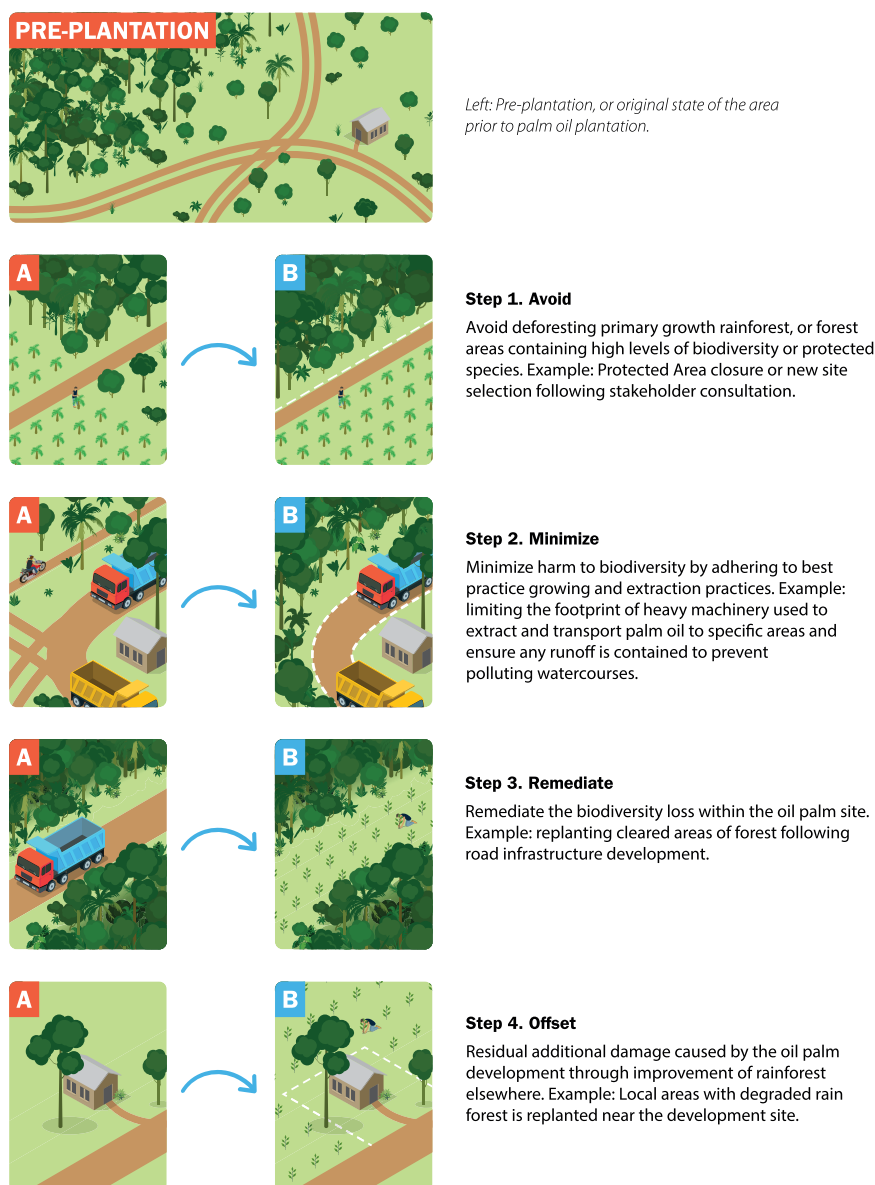 PRE-PLANTATION
Left: Pre-plantation, or original state of the area
prior to palm oil plantation.
A
B
Step 1. Avoid
Avoid deforesting primary growth rainforest, or forest
areas containing high levels of biodiversity or protected
species. Example: Protected Area closure or new site
selection following stakeholder consultation.
A
B
Step 2. Minimize
Minimize harm to biodiversity by adhering to best
practice growing and extraction practices. Example:
limiting the footprint of heavy machinery used to
extract and transport palm oil to specific areas and
ensure any runoff is contained to prevent
polluting watercourses.
A
B
Step 3. Remediate
Remediate the biodiversity loss within the oil palm site.
Example: replanting cleared areas of forest following
road infrastructure development.
A
B
Step 4. Offset
Residual additional damage caused by the oil palm
development through improvement of rainforest
elsewhere. Example: Local areas with degraded rain
forest is replanted near the development site.